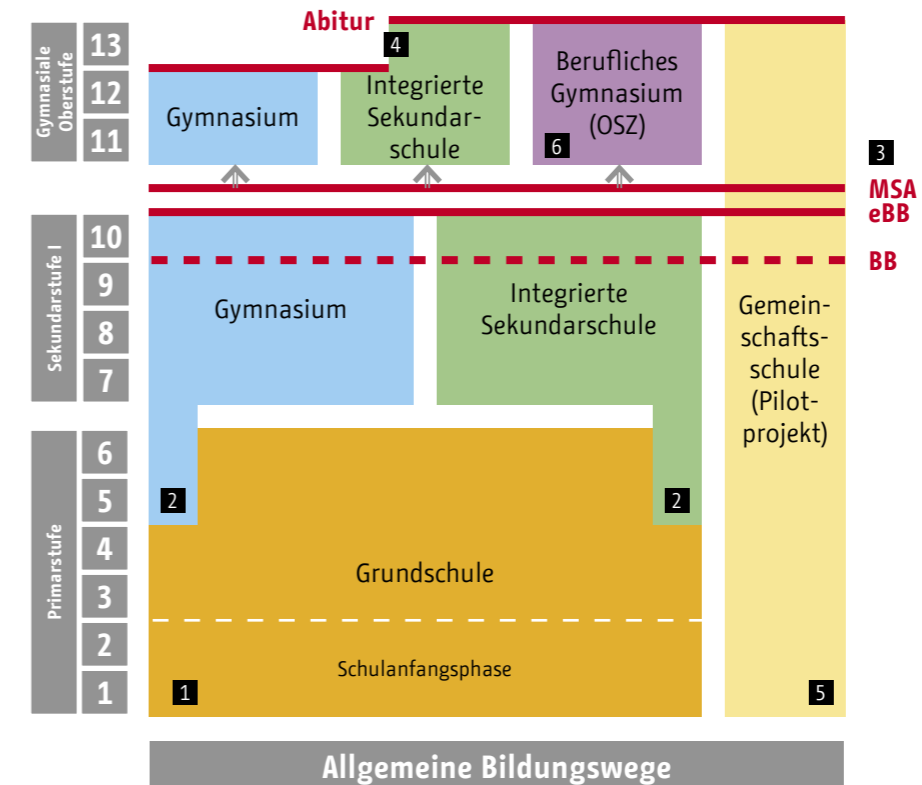 Abitur
Gymnasiale
Oberstufe
13
12
11
4
Gymnasium
Integrierte
Sekundar-
schule
Berufliches
Gymnasium
(OSZ)
6
3
MSA
eBB
BB
Sekundarstufe I
10
9
8
7
Gymnasium
Integrierte
Sekundarschule
Gemein-
schafts-
schule
(Pilot-
projekt)
Primarstufe
6
5
4
3
2
1
2
2
Grundschule
Schulanfangsphase
1
5
Allgemeine Bildungswege